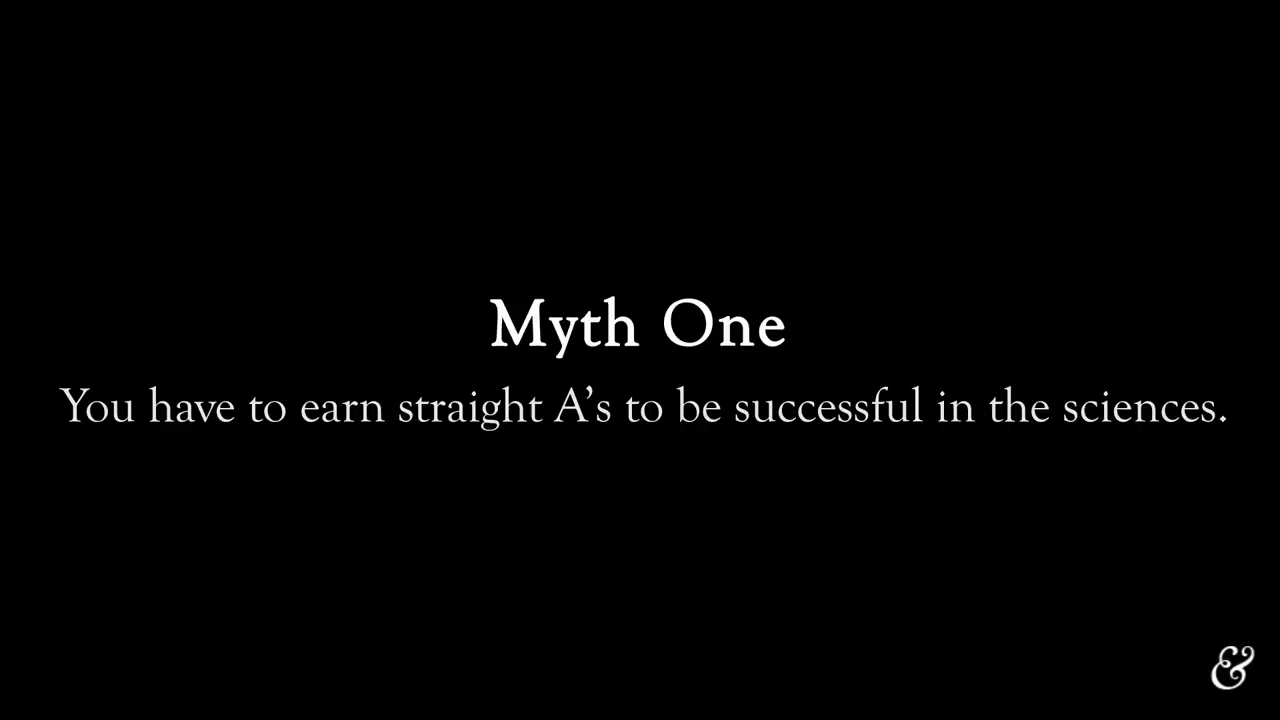 Myth One
You have to earn straight A’s to be successful in the sciences.
&